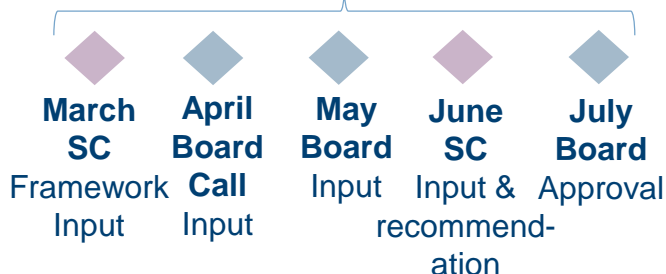 March
SC
Framework
Input
April
Board
Call
Input
May
Board
Input
June
SC
Input &
recommend-
ation
July
Board
Approval